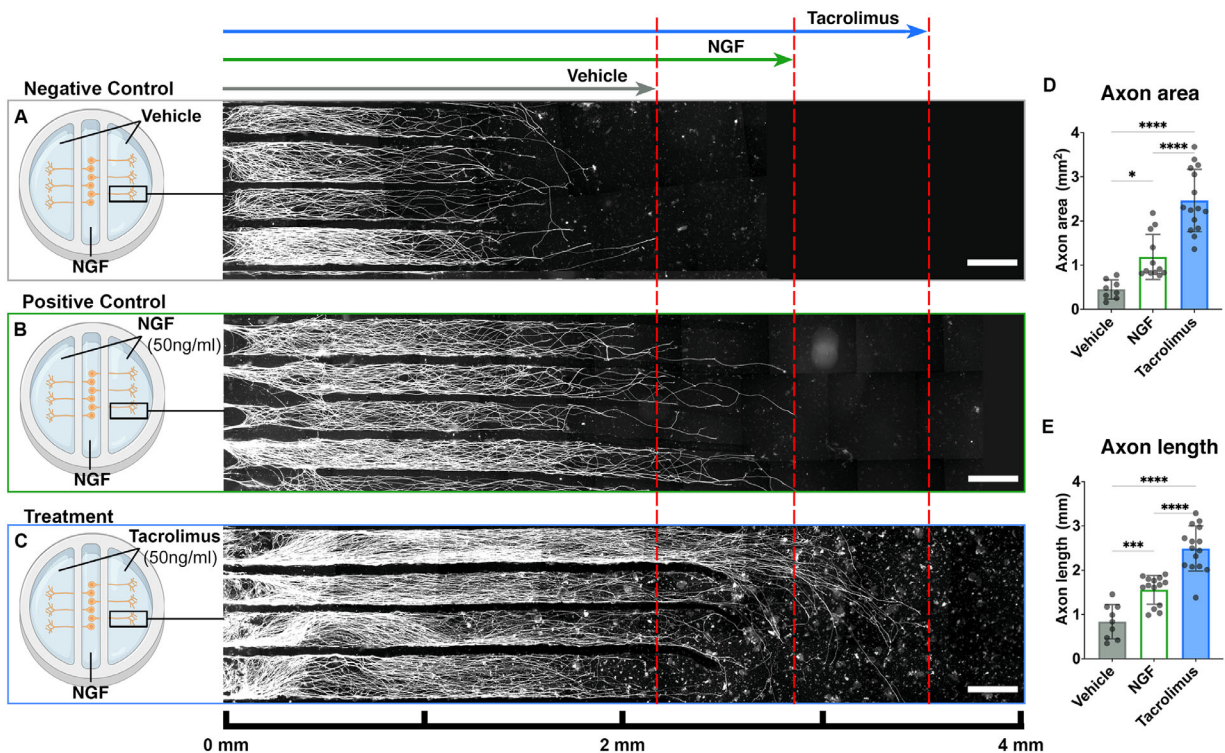 Tacrolimus
NGF
Vehicle
Negative Control
A
Vehicle
NGF
Positive Control
B
NGF
(50ng/ml)
NGF
Treatment
C
Tacrolimus
(50ng/ml)
NGF
0 mm
2 mm
4 mm
D
Axon area
Axon area (mm²)
4
3
2
1
0
****
****
*
Vehicle
NGF
Tacrolimus
E
Axon length
Axon length (mm)
4
3
2
1
0
****
****
***
Vehicle
NGF
Tacrolimus